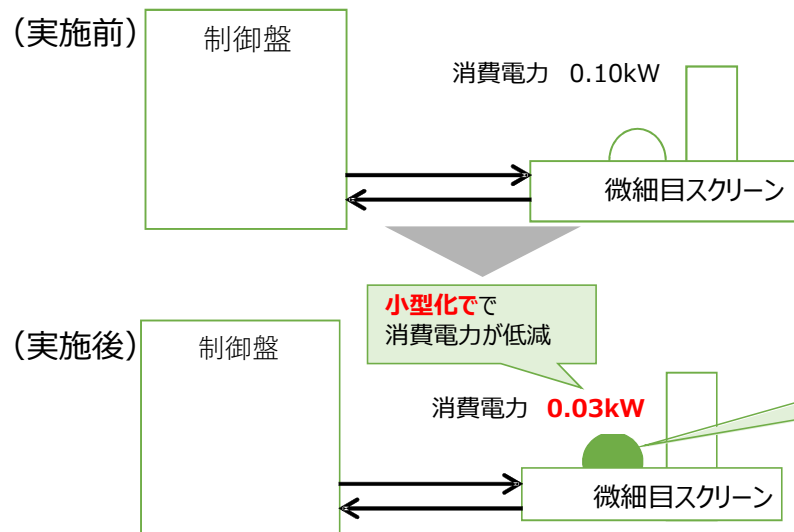 （実施前）
制御盤
消費電力 0.10kW
微細目スクリーン
小型化でで
消費電力が低減
（実施後）
制御盤
消費電力 0.03kW
微細目スクリーン